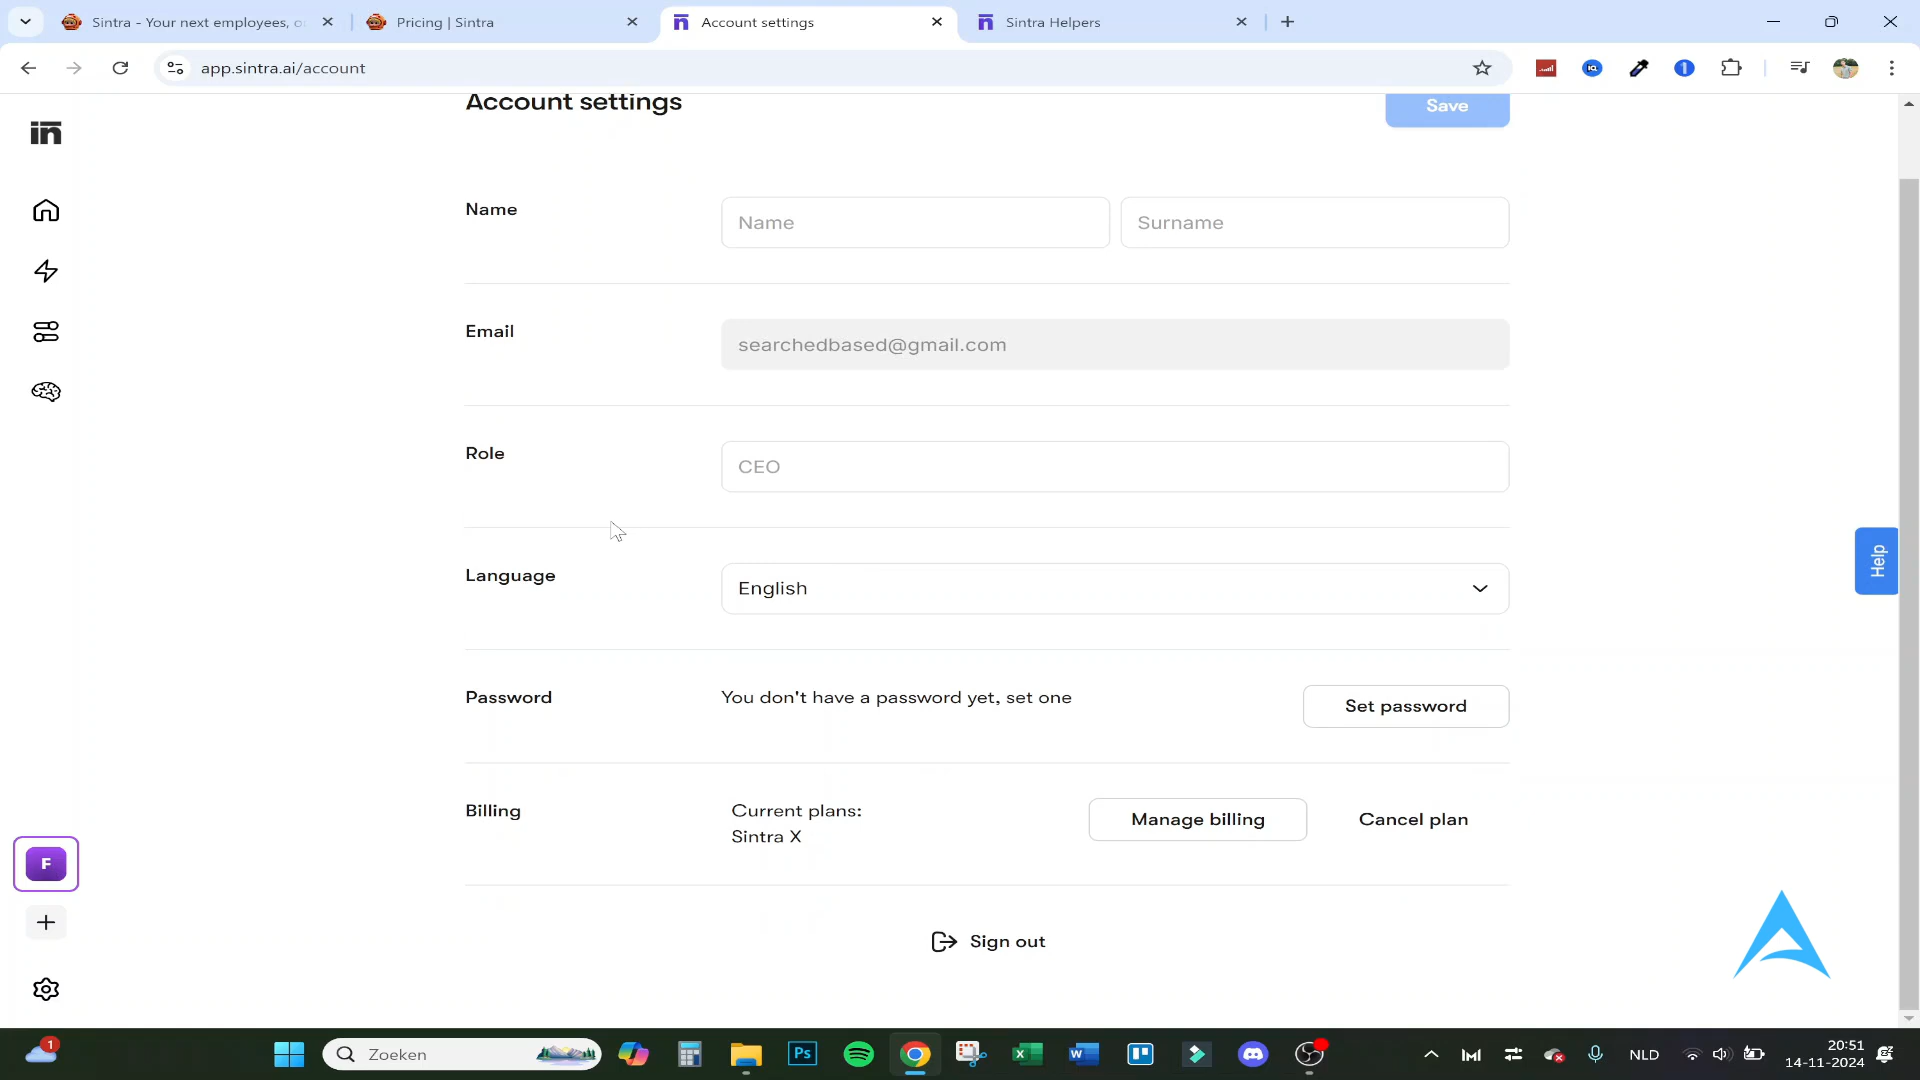 Sintra - Your next employees, o
Pricing | Sintra
Account settings
Sintra Helpers
app.sintra.ai/account
Account settings
Save
Name
Name
Surname
Email
searchedbased@gmail.com
Role
CEO
Language
English
Help
Password
You don't have a password yet, set one
Set password
Billing
Current plans:
Sintra X
Manage billing
Cancel plan
F
Sign out
1
Zoeken
Ps
NLD
20:51
14-11-2024